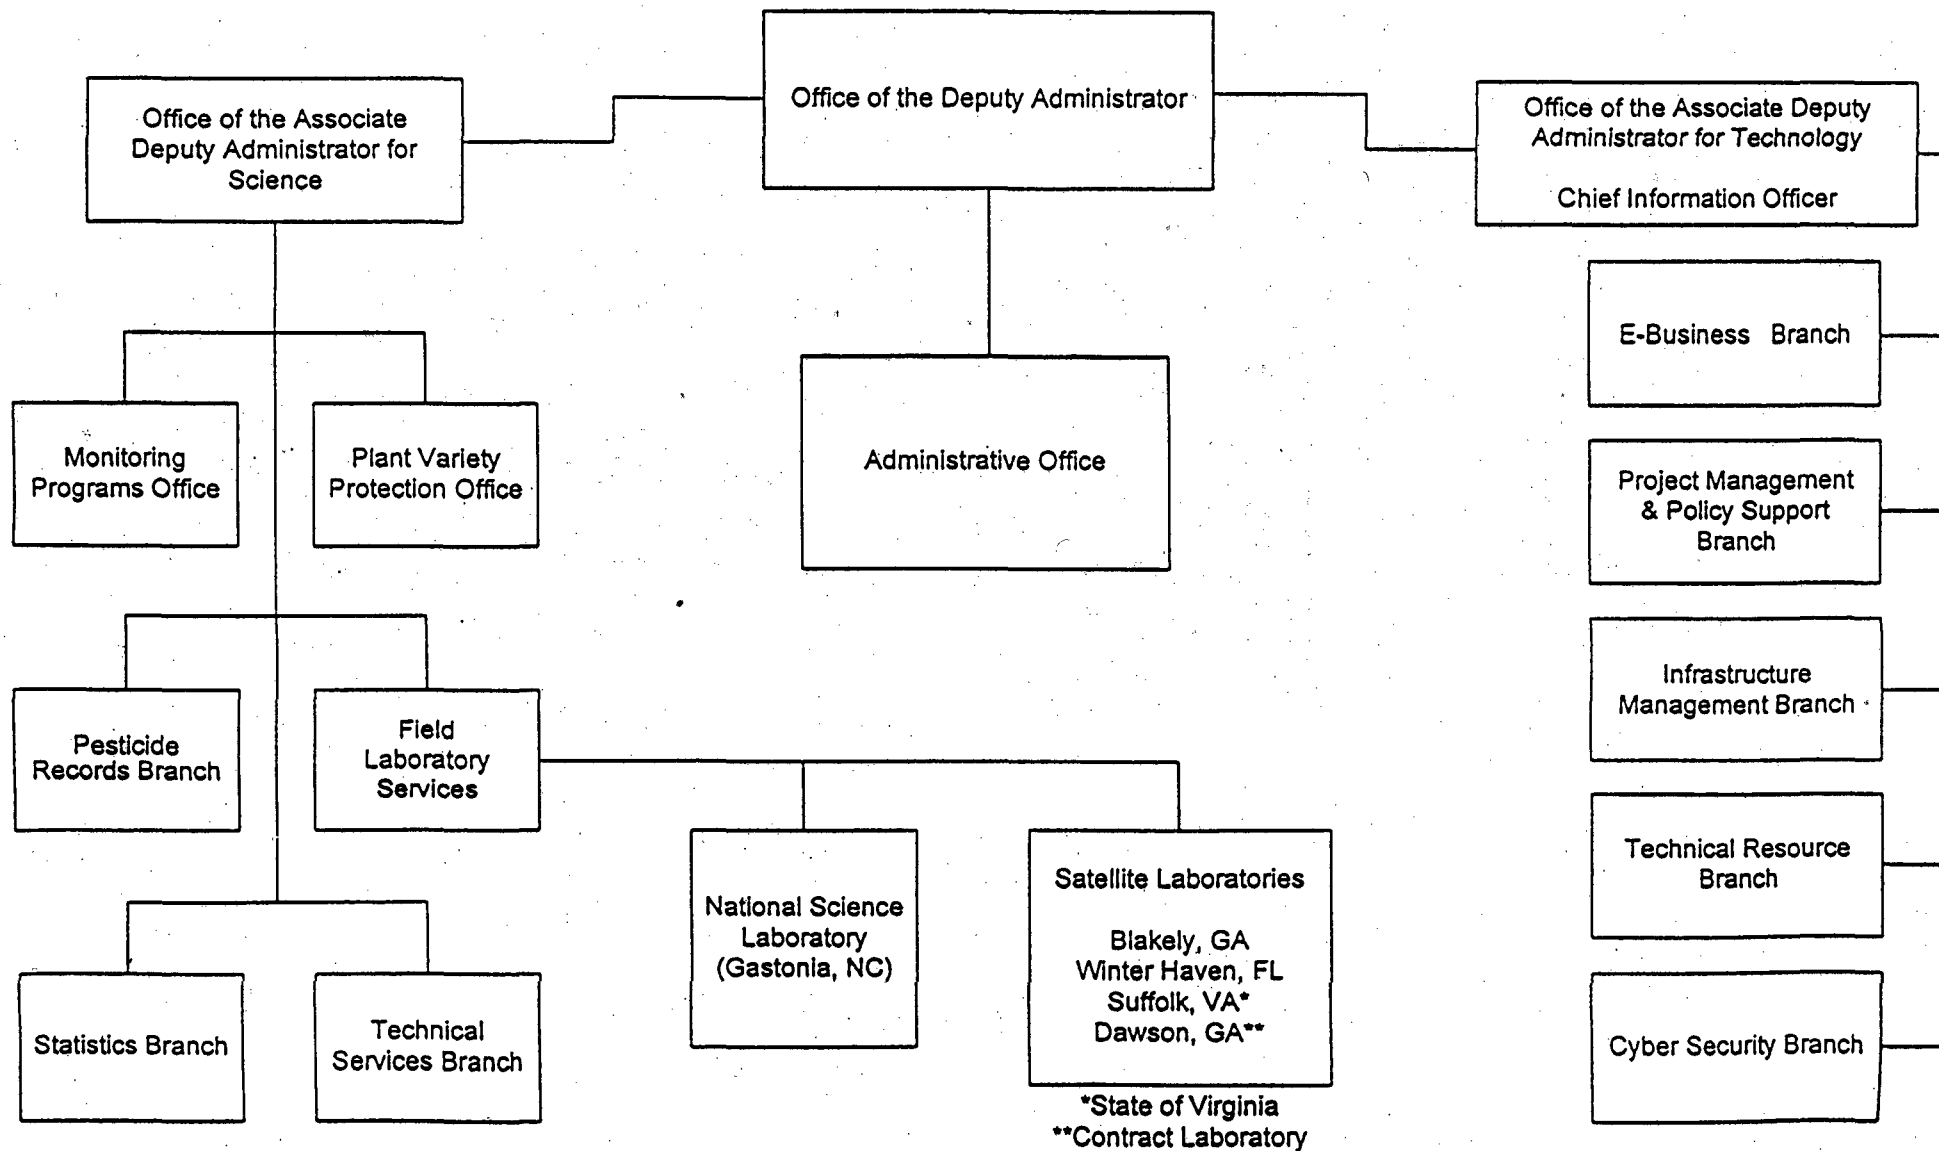 Office of the Deputy Administrator
Office of the Associate
Deputy Administrator for
Science
Office of the Associate Deputy
Administrator for Technology
Chief Information Officer
E-Business Branch
Administrative Office
Monitoring
Programs Office
Plant Variety
Protection Office
Project Management
& Policy Support
Branch
Infrastructure
Management Branch
Pesticide
Records Branch
Field
Laboratory
Services
Technical Resource
Branch
National Science
Laboratory
(Gastonia, NC)
Satellite Laboratories
Blakely, GA
Winter Haven, FL
Suffolk, VA*
Dawson, GA**
Statistics Branch
Technical
Services Branch
Cyber Security Branch
*State of Virginia
**Contract Laboratory